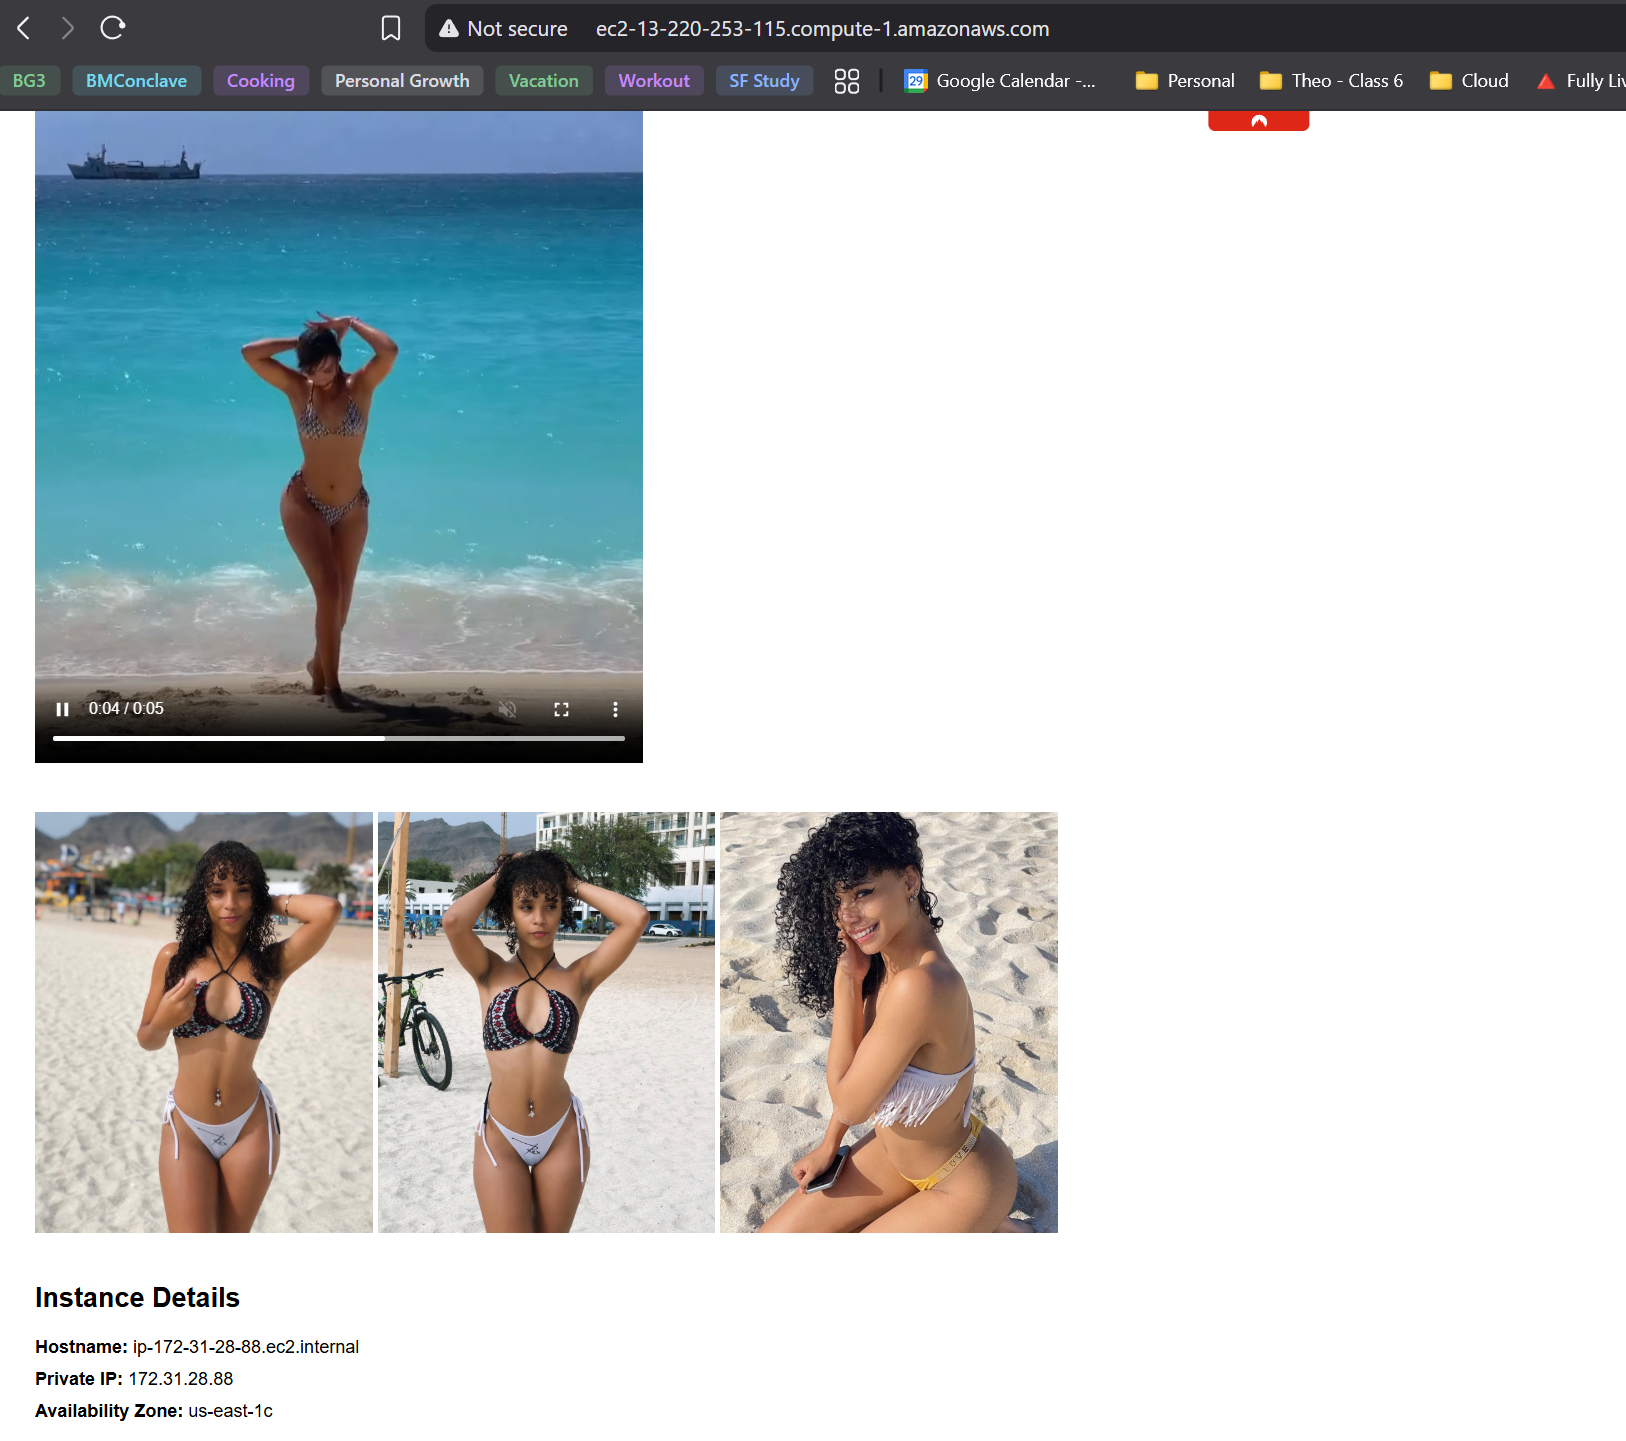 Not secure ec2-13-220-253-115.compute-1.amazonaws.com
BG3 BMConclave Cooking Personal Growth Vacation Workout SF Study 29 Google Calendar -... Personal Theo - Class 6 Cloud Fully Liv
0:04 / 0:05
LOVE
Instance Details
Hostname: ip-172-31-28-88.ec2.internal
Private IP: 172.31.28.88
Availability Zone: us-east-1c